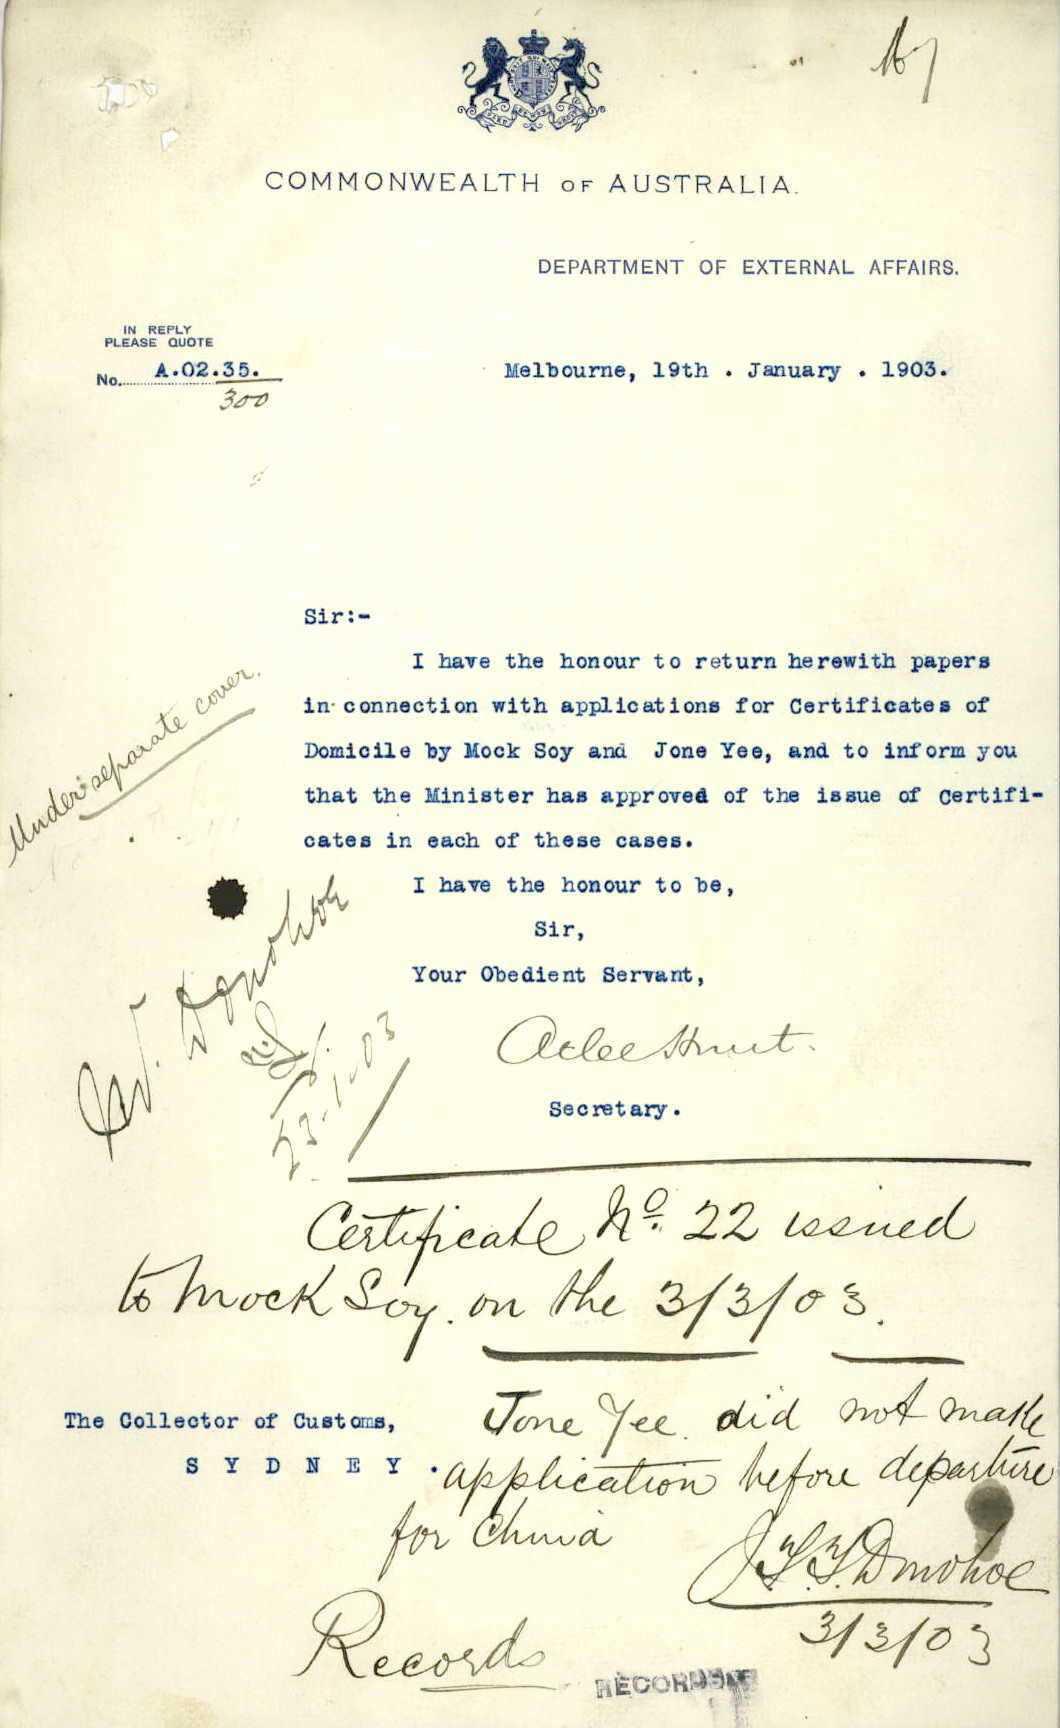 COMMONWEALTH OF AUSTRALIA.
DEPARTMENT OF EXTERNAL AFFAIRS.
IN REPLY
PLEASE QUOTE
No. A.02.35.
300
Melbourne, 19th . January . 1903.
Sir:-
I have the honour to return herewith papers
in connection with applications for Certificates of
Domicile by Mock Soy and Jone Yee, and to inform you
that the Minister has approved of the issue of Certifi-
cates in each of these cases.
Under separate cover.
I have the honour to be,
Sir,
Your Obedient Servant,
Atlee Hunt.
Secretary.
Donohoe
23.1.03
Certificate No. 22 issued
to Mock Soy. on the 3/3/03.
The Collector of Customs,
SYDNEY.
Jone Yee did not make
application before departure
for China
J.T.T. Donohoe
3/3/03
Records
RECORDS